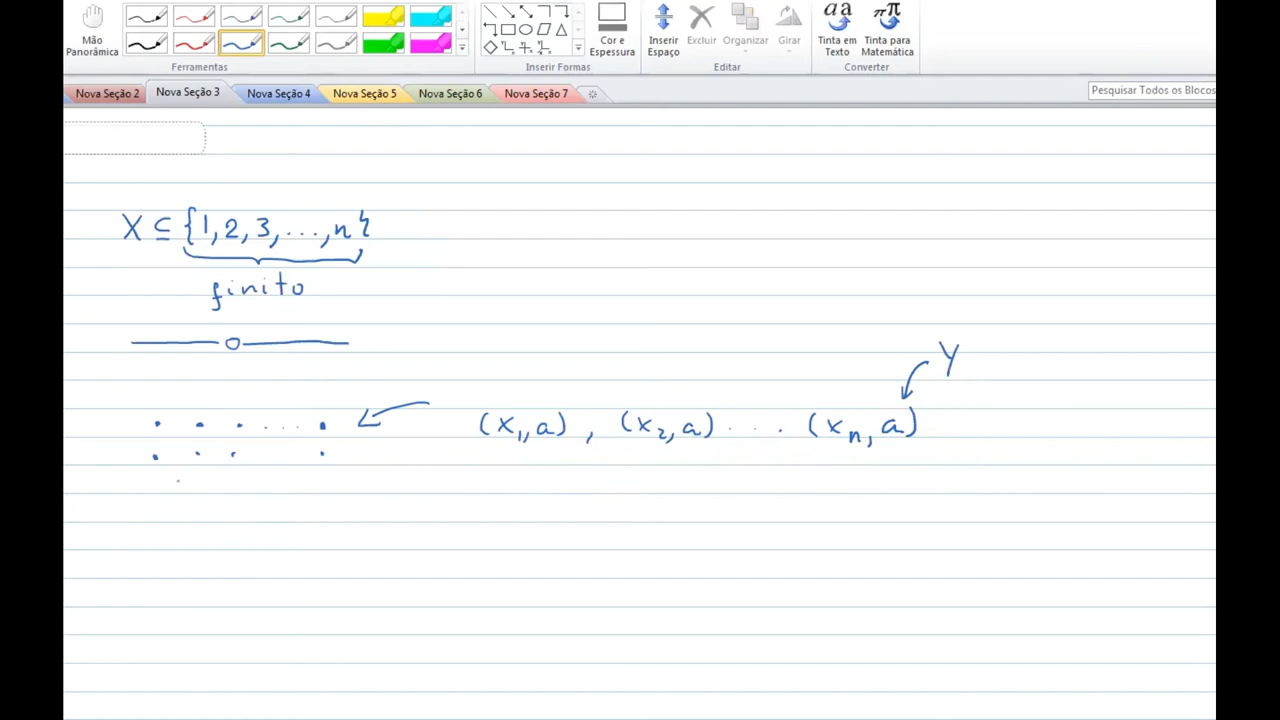 Mão Panorâmica
Ferramentas
Cor e Espessura
Inserir Formas
Inserir Espaço
Excluir
Organizar
Girar
Editar
aa Tinta em Texto
ππ Tinta para Matemática
Converter
Nova Seção 2 Nova Seção 3 Nova Seção 4 Nova Seção 5 Nova Seção 6 Nova Seção 7
Pesquisar Todos os Blocos
X ⊆ {1, 2, 3, ..., n}
finito
Y
(x₁, a) , (x₂, a) . . . (xₙ, a)